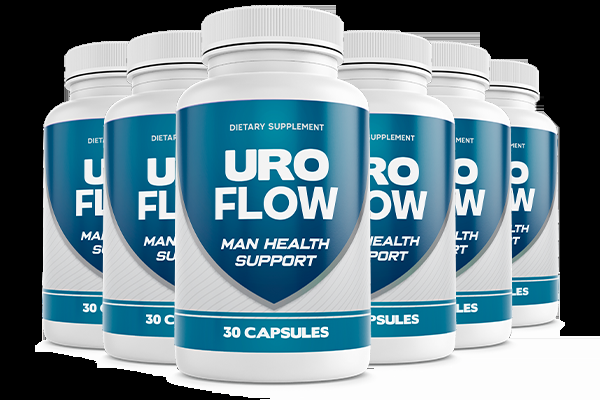 DIETARY SUPPLEMENT
URO
FLOW
MAN HEALTH
SUPPORT
30 CAPSULES